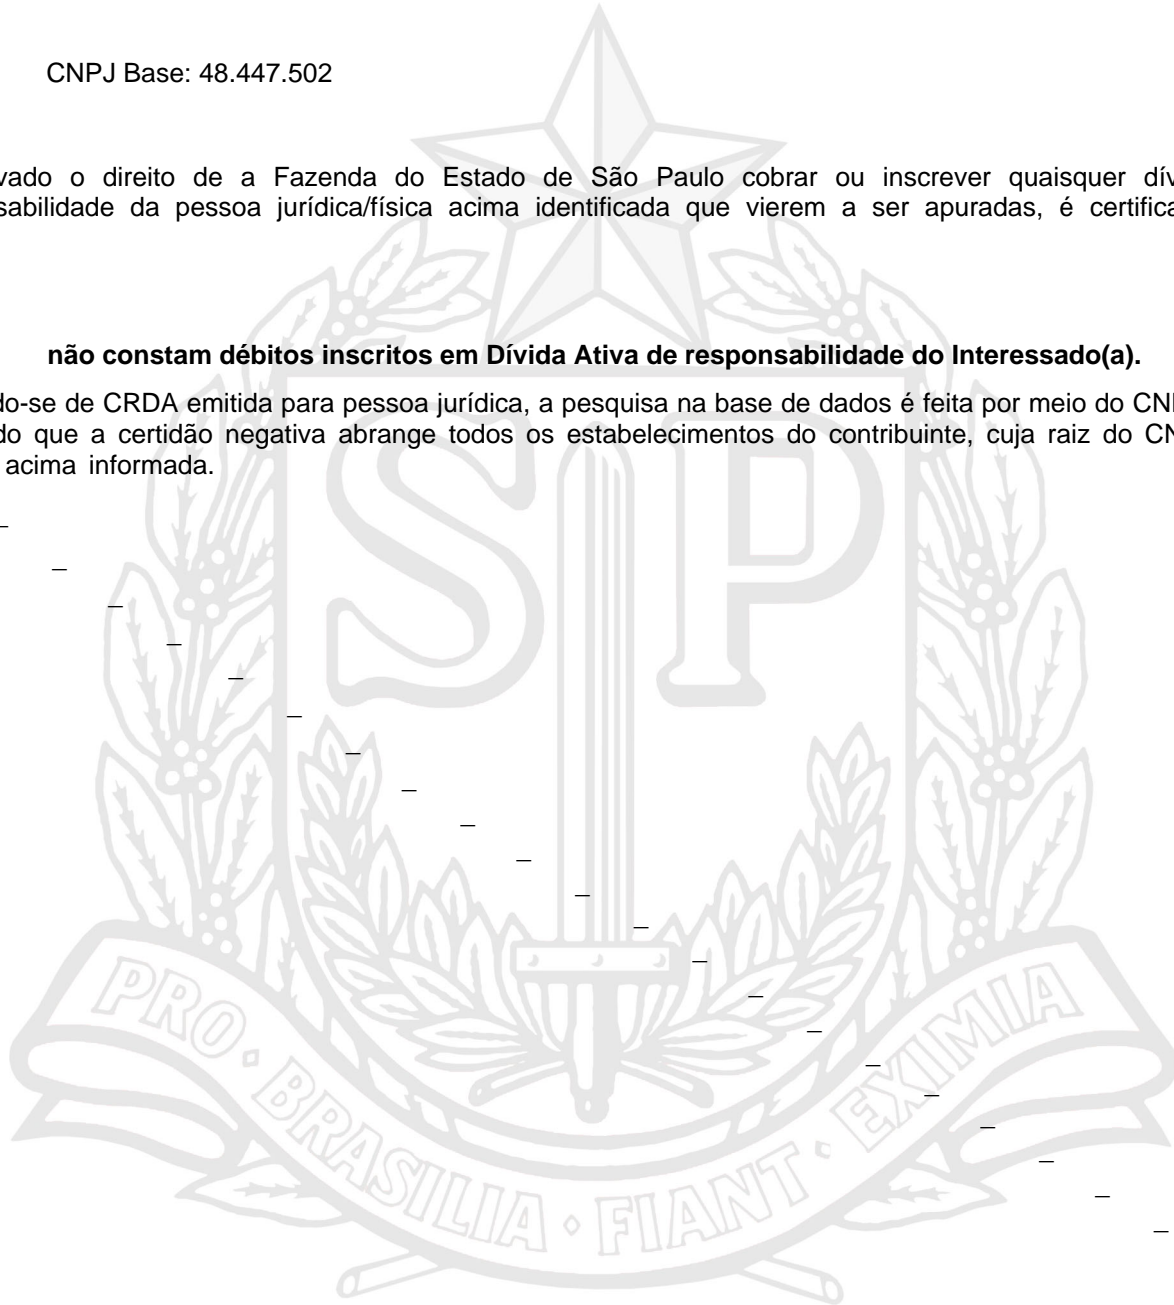 CNPJ Base: 48.447.502
vado o direito de a Fazenda do Estado de São Paulo cobrar ou inscrever quaisquer dív
sabilidade da pessoa jurídica/física acima identificada que vierem a ser apuradas, é certifica
não constam débitos inscritos em Dívida Ativa de responsabilidade do Interessado(a).
do-se de CRDA emitida para pessoa jurídica, a pesquisa na base de dados é feita por meio do CN
do que a certidão negativa abrange todos os estabelecimentos do contribuinte, cuja raiz do CN
acima informada.
SP
PRO · BRASILIA · FIANT · EXIMIA